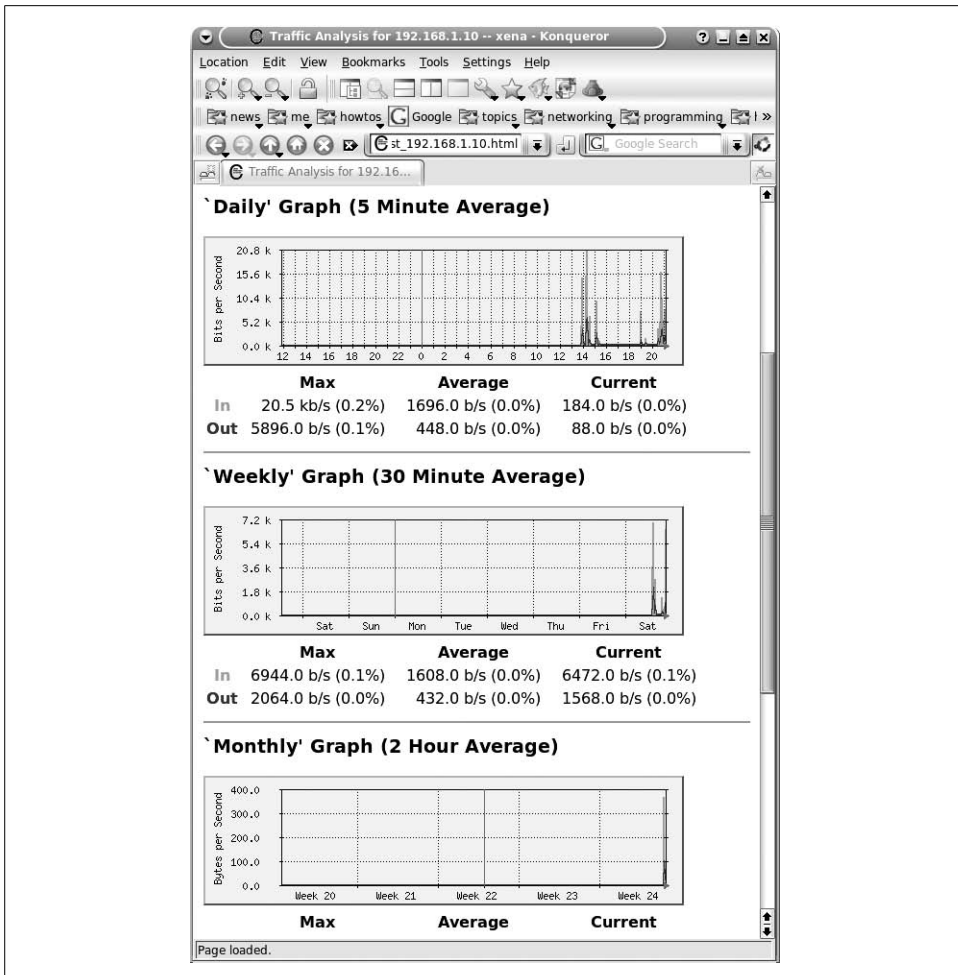 Traffic Analysis for 192.168.1.10 -- xena - Konqueror
Location Edit View Bookmarks Tools Settings Help
news me howtos Google topics networking programming
st_192.168.1.10.html Google Search
Traffic Analysis for 192.16...
`Daily' Graph (5 Minute Average)
Bits per Second
20.8 k
15.6 k
10.4 k
5.2 k
0.0 k
12 14 16 18 20 22 0 2 4 6 8 10 12 14 16 18 20
Max Average Current
In 20.5 kb/s (0.2%) 1696.0 b/s (0.0%) 184.0 b/s (0.0%)
Out 5896.0 b/s (0.1%) 448.0 b/s (0.0%) 88.0 b/s (0.0%)
`Weekly' Graph (30 Minute Average)
Bits per Second
7.2 k
5.4 k
3.6 k
1.8 k
0.0 k
Sat Sun Mon Tue Wed Thu Fri Sat
Max Average Current
In 6944.0 b/s (0.1%) 1608.0 b/s (0.0%) 6472.0 b/s (0.1%)
Out 2064.0 b/s (0.0%) 432.0 b/s (0.0%) 1568.0 b/s (0.0%)
`Monthly' Graph (2 Hour Average)
Bytes per Second
400.0
300.0
200.0
100.0
0.0
Week 20 Week 21 Week 22 Week 23 Week 24
Max Average Current
Page loaded.